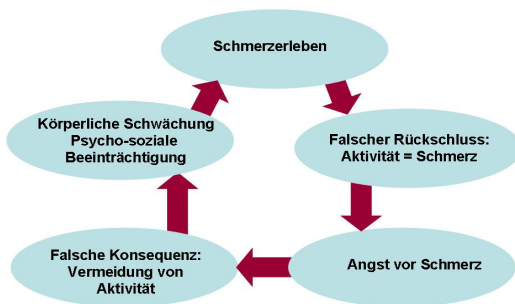 Schmerzerleben
Falscher Rückschluss:
Aktivität = Schmerz
Angst vor Schmerz
Falsche Konsequenz:
Vermeidung von
Aktivität
Körperliche Schwächung
Psycho-soziale
Beeinträchtigung